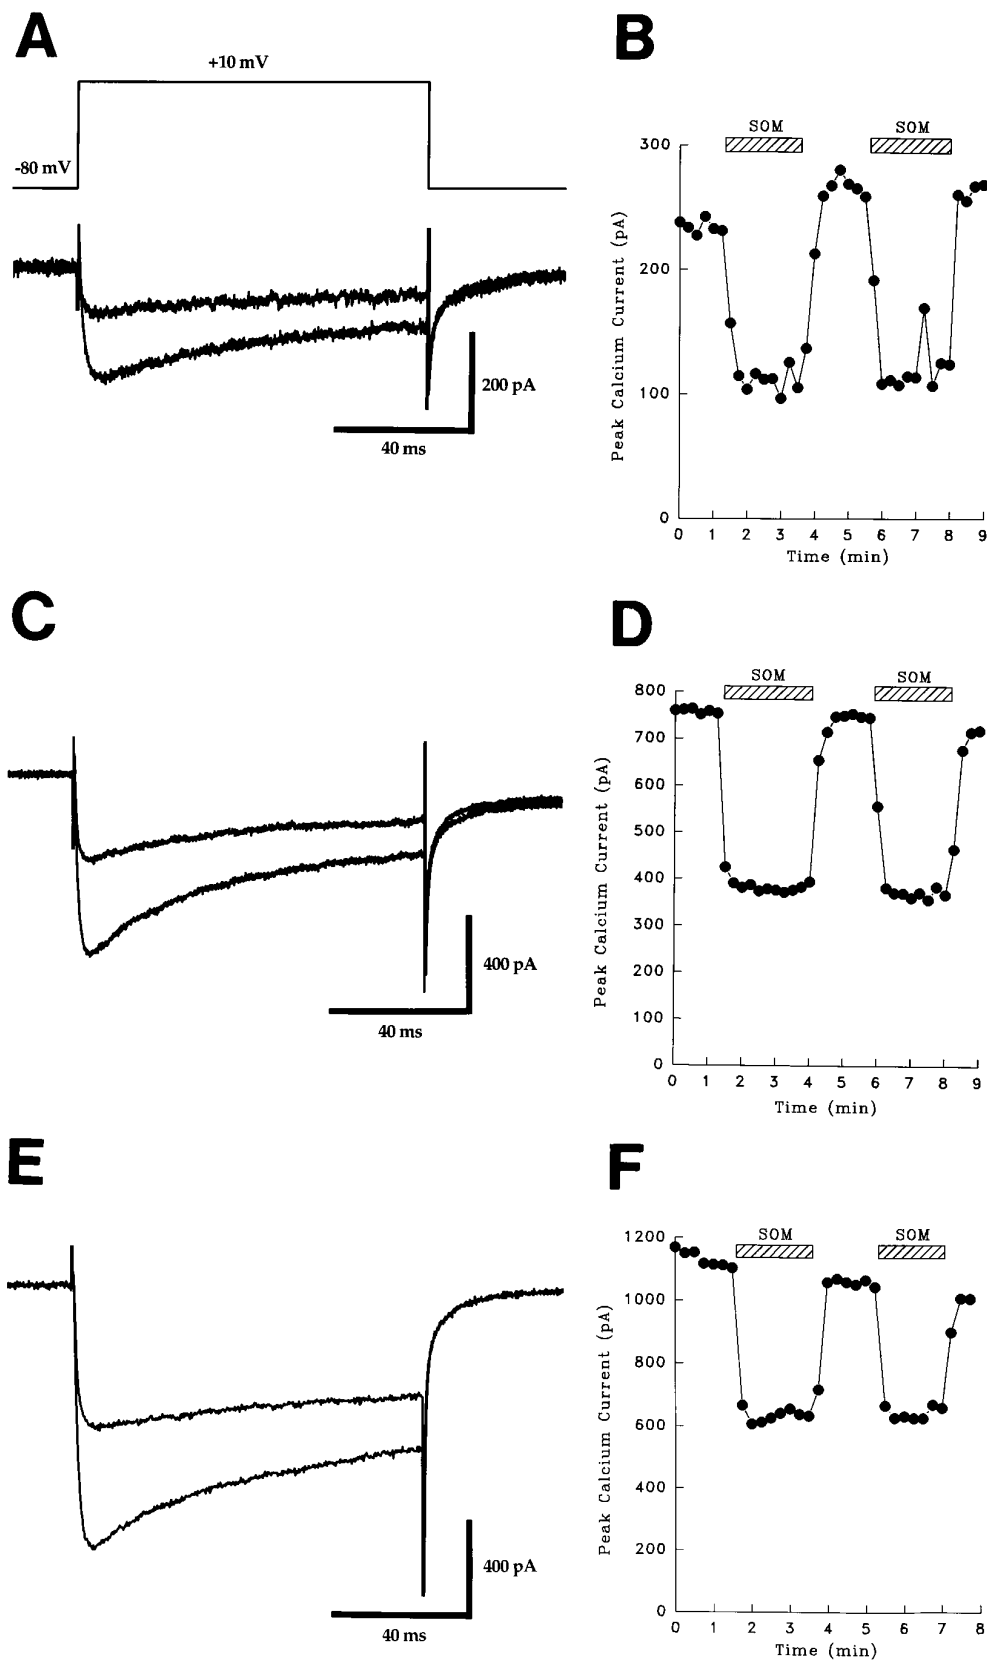 A
+10 mV
-80 mV
200 pA
40 ms
B
SOM SOM
300
200
100
0
Peak Calcium Current (pA)
0 1 2 3 4 5 6 7 8 9
Time (min)
C
400 pA
40 ms
D
SOM SOM
800
700
600
500
400
300
200
100
0
Peak Calcium Current (pA)
0 1 2 3 4 5 6 7 8 9
Time (min)
E
400 pA
40 ms
F
SOM SOM
1200
1000
800
600
400
200
0
Peak Calcium Current (pA)
0 1 2 3 4 5 6 7 8
Time (min)